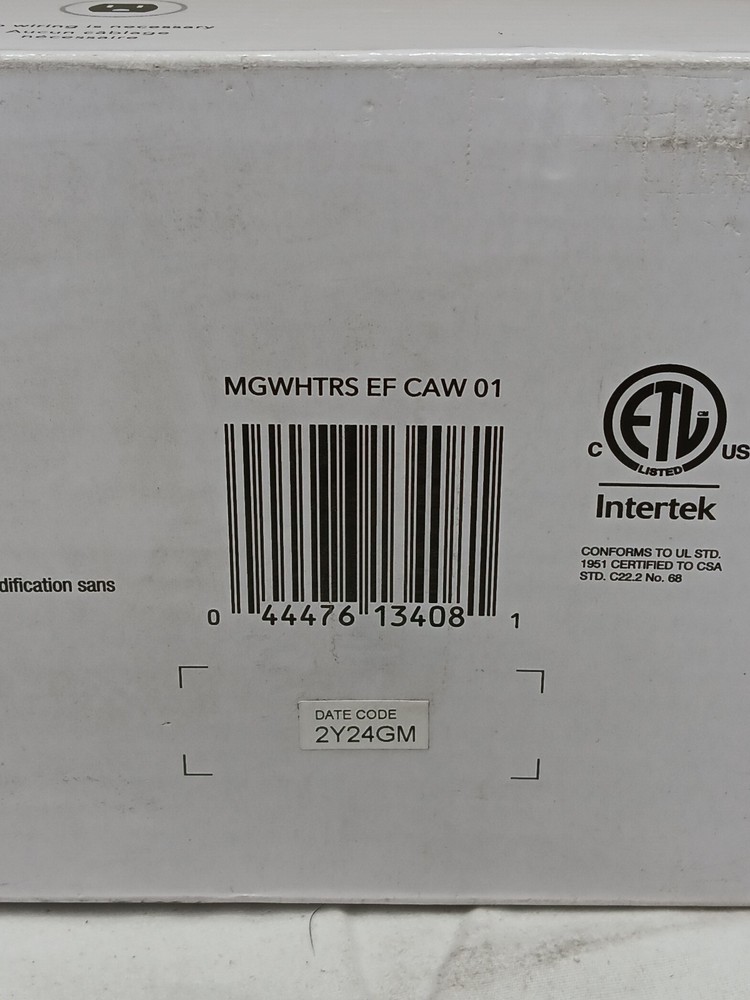 wiring is necessary
Aucun câblage
nécessaire
MGWHTRS EF CAW 01
0 44476 13408 1
ETL
CM
LISTED
C US
Intertek
CONFORMS TO UL STD.
1951 CERTIFIED TO CSA
STD. C22.2 No. 68
dification sans
DATE CODE
2Y24GM